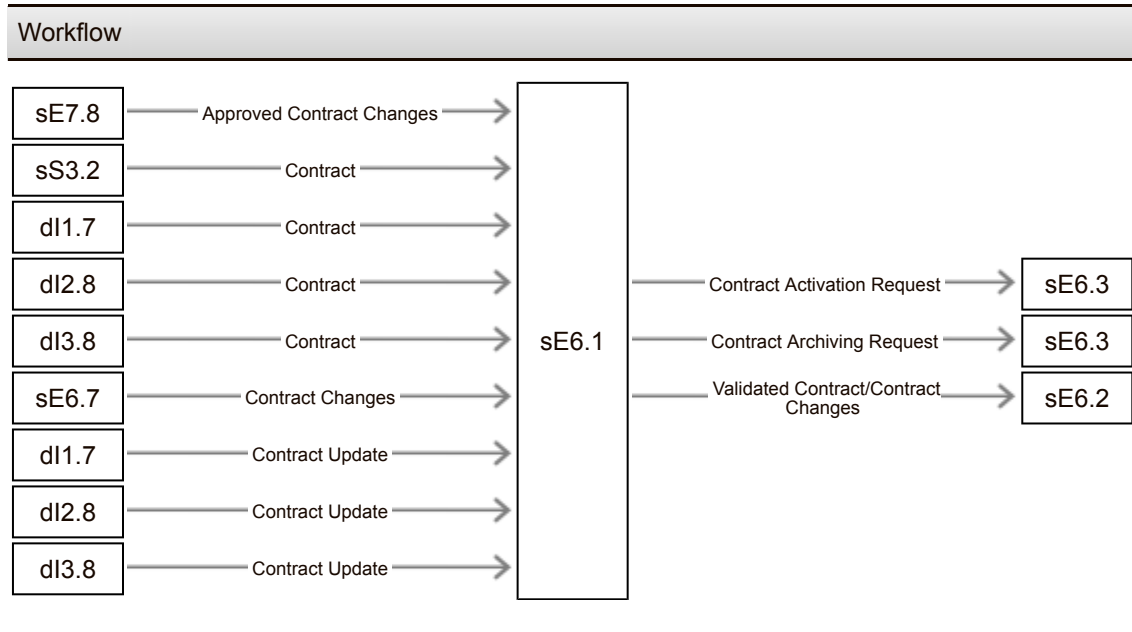 Workflow
sE7.8 Approved Contract Changes
sS3.2 Contract
dI1.7 Contract
dI2.8 Contract Contract Activation Request sE6.3
dI3.8 Contract sE6.1 Contract Archiving Request sE6.3
sE6.7 Contract Changes Validated Contract/Contract
Changes sE6.2
dI1.7 Contract Update
dI2.8 Contract Update
dI3.8 Contract Update